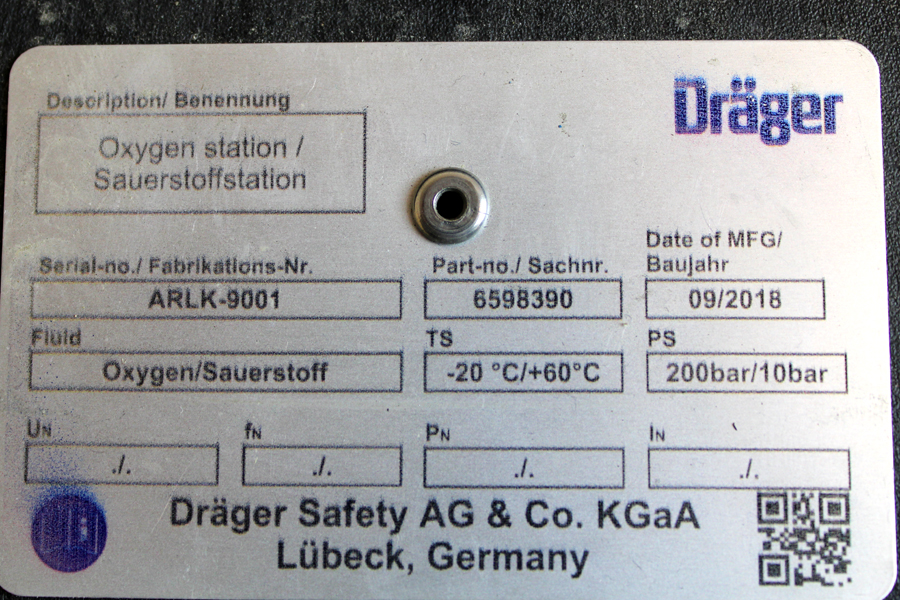 Dräger
Description/ Benennung
Oxygen station /
Sauerstoffstation
Serial-no./ Fabrikations-Nr.
ARLK-9001
Part-no./ Sachnr.
6598390
Date of MFG/
Baujahr
09/2018
Fluid
Oxygen/Sauerstoff
TS
-20 °C/+60°C
PS
200bar/10bar
UN
./.
fN
./.
PN
./.
IN
./.
Dräger Safety AG & Co. KGaA
Lübeck, Germany